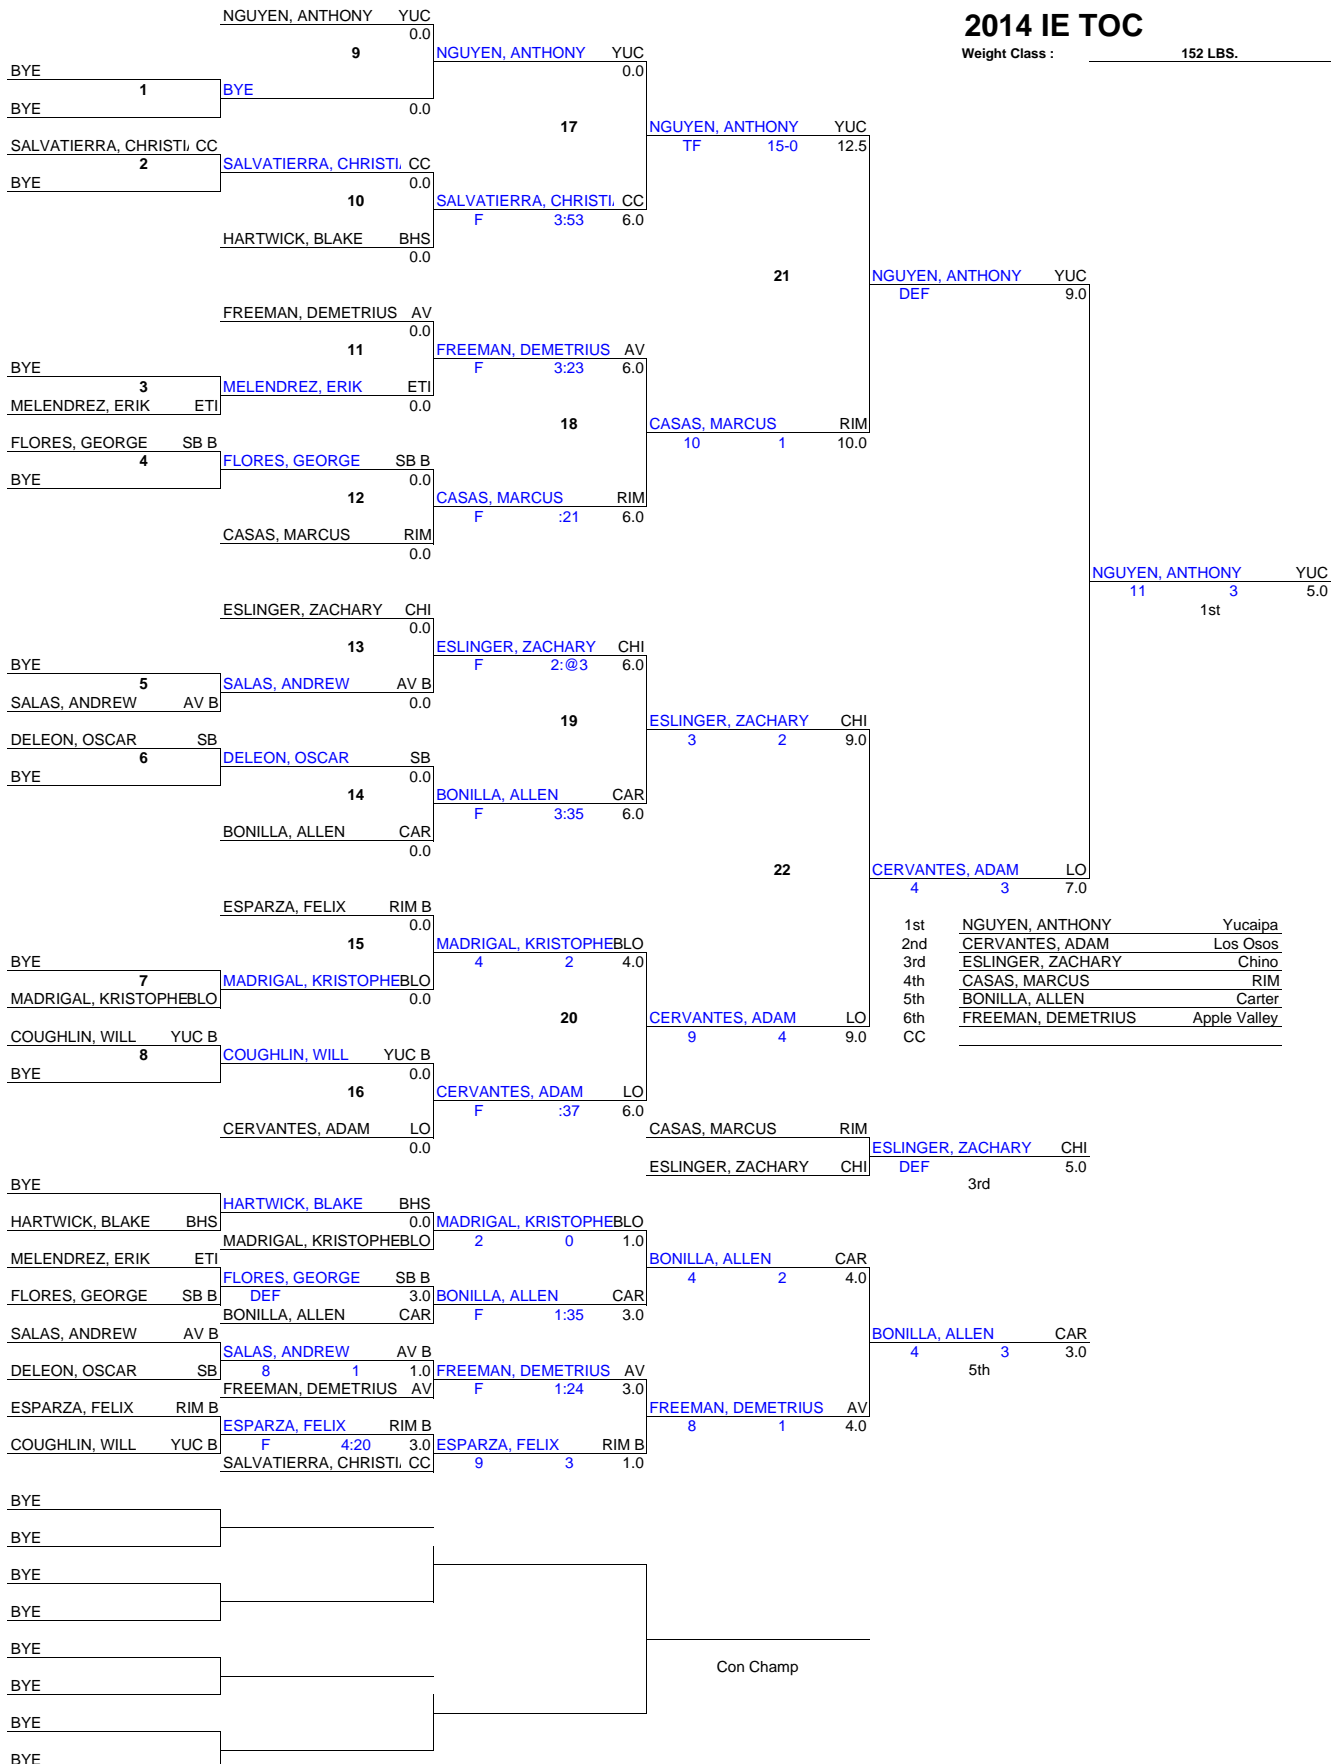 NGUYEN, ANTHONY YUC
2014 IE TOC
0.0
9
NGUYEN, ANTHONY YUC
Weight Class : 152 LBS.
BYE
0.0
1
BYE
BYE
0.0
17
NGUYEN, ANTHONY YUC
SALVATIERRA, CHRISTI CC
TF 15-0 12.5
2
SALVATIERRA, CHRISTI CC
BYE
0.0
10
SALVATIERRA, CHRISTI CC
F 3:53 6.0
HARTWICK, BLAKE BHS
0.0
21
NGUYEN, ANTHONY YUC
DEF 9.0
FREEMAN, DEMETRIUS AV
0.0
11
FREEMAN, DEMETRIUS AV
BYE
F 3:23 6.0
3
MELENDREZ, ERIK ETI
MELENDREZ, ERIK ETI
0.0
18
CASAS, MARCUS RIM
FLORES, GEORGE SB B
10 1 10.0
4
FLORES, GEORGE SB B
BYE
0.0
12
CASAS, MARCUS RIM
F :21 6.0
CASAS, MARCUS RIM
0.0
NGUYEN, ANTHONY YUC
11 3 5.0
1st
ESLINGER, ZACHARY CHI
0.0
13
ESLINGER, ZACHARY CHI
BYE
F 2:@3 6.0
5
SALAS, ANDREW AV B
SALAS, ANDREW AV B
0.0
19
ESLINGER, ZACHARY CHI
DELEON, OSCAR SB
3 2 9.0
6
DELEON, OSCAR SB
BYE
0.0
14
BONILLA, ALLEN CAR
F 3:35 6.0
BONILLA, ALLEN CAR
0.0
22
CERVANTES, ADAM LO
4 3 7.0
ESPARZA, FELIX RIM B
0.0
15
MADRIGAL, KRISTOPHE BLO
BYE
4 2 4.0
7
MADRIGAL, KRISTOPHE BLO
MADRIGAL, KRISTOPHE BLO
0.0
20
CERVANTES, ADAM LO
COUGHLIN, WILL YUC B
9 4 9.0
8
COUGHLIN, WILL YUC B
BYE
0.0
16
CERVANTES, ADAM LO
F :37 6.0
CERVANTES, ADAM LO
0.0
1st NGUYEN, ANTHONY Yucaipa
2nd CERVANTES, ADAM Los Osos
3rd ESLINGER, ZACHARY Chino
4th CASAS, MARCUS RIM
5th BONILLA, ALLEN Carter
6th FREEMAN, DEMETRIUS Apple Valley
CC
CASAS, MARCUS RIM
ESLINGER, ZACHARY CHI
ESLINGER, ZACHARY CHI
DEF 5.0
3rd
BYE
HARTWICK, BLAKE BHS
HARTWICK, BLAKE BHS
0.0
MADRIGAL, KRISTOPHE BLO
MADRIGAL, KRISTOPHE BLO
2 0 1.0
MELENDREZ, ERIK ETI
BONILLA, ALLEN CAR
4 2 4.0
FLORES, GEORGE SB B
FLORES, GEORGE SB B
DEF 3.0
BONILLA, ALLEN CAR
BONILLA, ALLEN CAR
F 1:35 3.0
SALAS, ANDREW AV B
BONILLA, ALLEN CAR
4 3 3.0
5th
SALAS, ANDREW AV B
DELEON, OSCAR SB
8 1 1.0
FREEMAN, DEMETRIUS AV
FREEMAN, DEMETRIUS AV
F 1:24 3.0
ESPARZA, FELIX RIM B
FREEMAN, DEMETRIUS AV
8 1 4.0
ESPARZA, FELIX RIM B
COUGHLIN, WILL YUC B
F 4:20 3.0
ESPARZA, FELIX RIM B
SALVATIERRA, CHRISTI CC
9 3 1.0
BYE
BYE
BYE
BYE
BYE
Con Champ
BYE
BYE
BYE